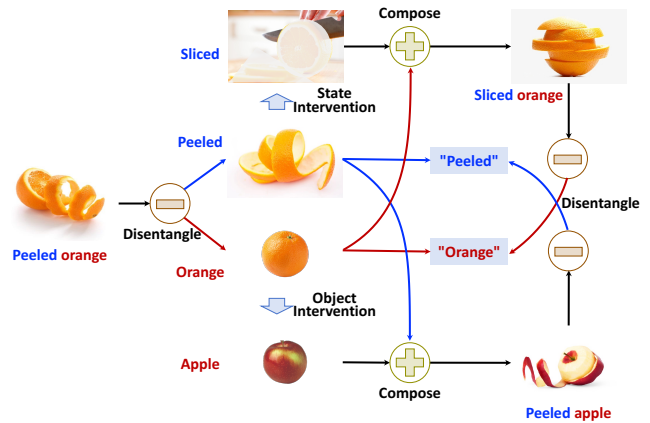 Compose
Sliced
State
Intervention
Sliced orange
Peeled
"Peeled"
Disentangle
Disentangle
Peeled orange
Orange
"Orange"
Object
Intervention
Apple
Compose
Peeled apple